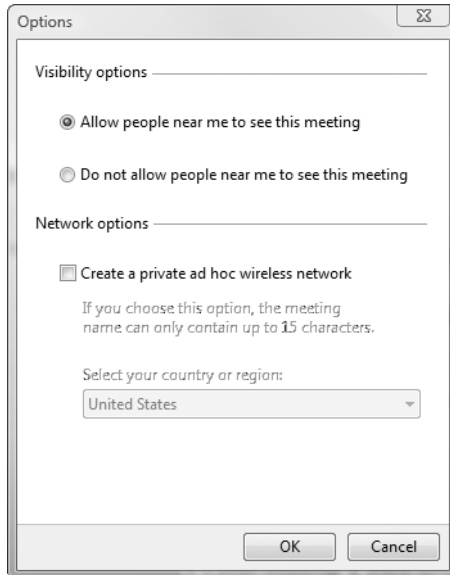 Options
Visibility options
Allow people near me to see this meeting
Do not allow people near me to see this meeting
Network options
Create a private ad hoc wireless network
If you choose this option, the meeting
name can only contain up to 15 characters.
Select your country or region:
United States
OK Cancel